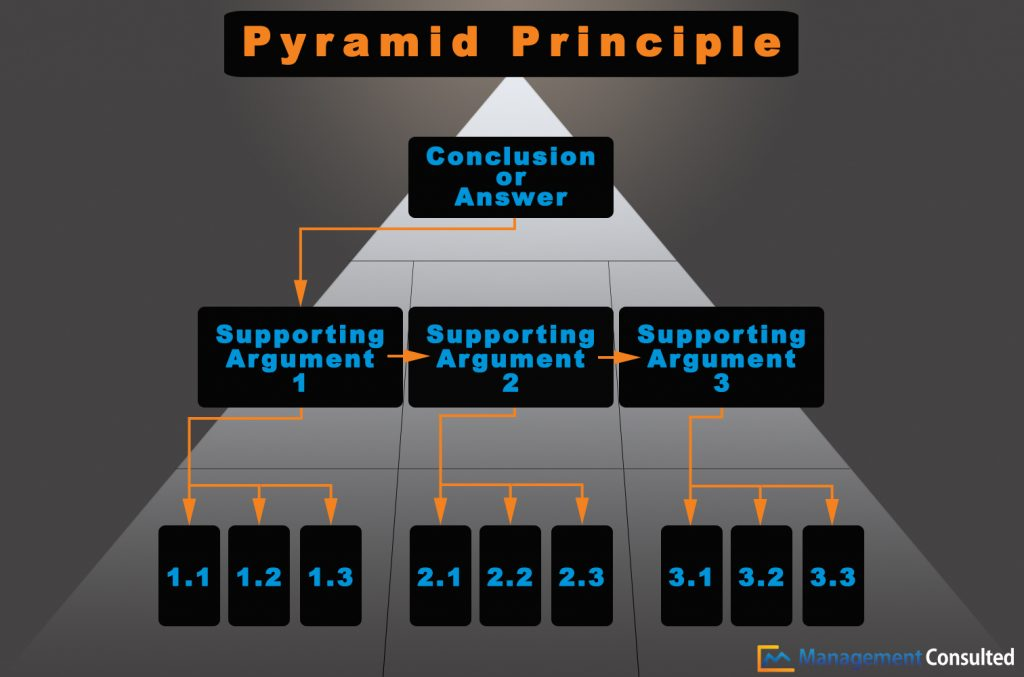 Pyramid Principle
Conclusion
or
Answer
Supporting
Argument
1
Supporting
Argument
2
Supporting
Argument
3
1.1
1.2
1.3
2.1
2.2
2.3
3.1
3.2
3.3
Management Consulted